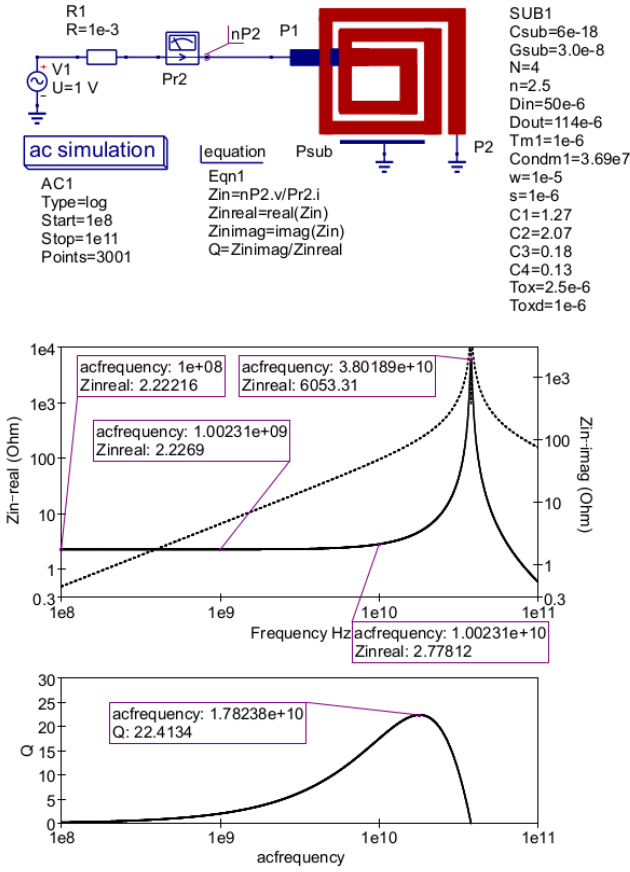 R1
R=1e-3
nP2
P1
V1
U=1 V
Pr2
+
-
ac simulation
AC1
Type=log
Start=1e8
Stop=1e11
Points=3001
equation
Eqn1
Zin=nP2.v/Pr2.i
Zinreal=real(Zin)
Zinimag=imag(Zin)
Q=Zinimag/Zinreal
Psub
P2
SUB1
Csub=6e-18
Gsub=3.0e-8
N=4
n=2.5
Din=50e-6
Dout=114e-6
Tm1=1e-6
Condm1=3.69e7
w=1e-5
s=1e-6
C1=1.27
C2=2.07
C3=0.18
C4=0.13
Tox=2.5e-6
Toxd=1e-6
1e4
1e3
100
10
1
0.3
Zin-real (Ohm)
acfrequency: 1e+08
Zinreal: 2.22216
acfrequency: 3.80189e+10
Zinreal: 6053.31
acfrequency: 1.00231e+09
Zinreal: 2.2269
1e3
100
10
1
0.3
Zin-imag (Ohm)
1e8
1e9
1e10
1e11
Frequency Hz
acfrequency: 1.00231e+10
Zinreal: 2.77812
30
25
20
15
10
5
0
Q
acfrequency: 1.78238e+10
Q: 22.4134
1e8
1e9
1e10
1e11
acfrequency